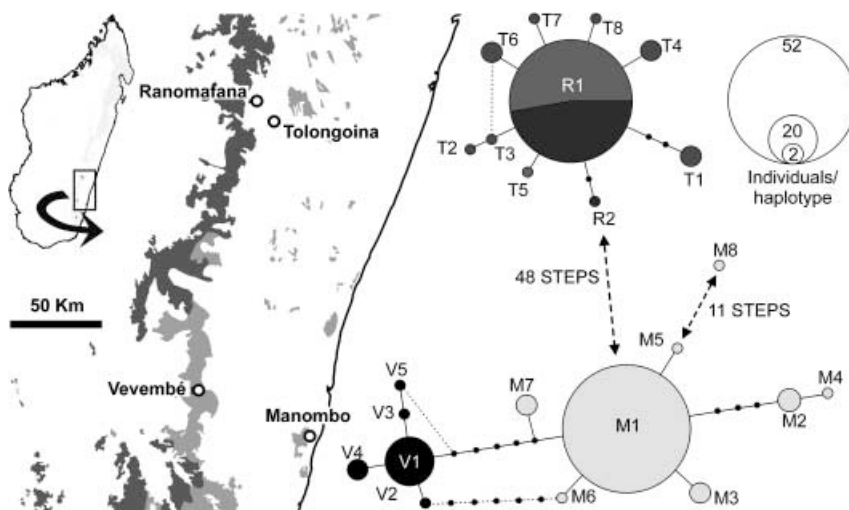 Ranomafana
Tolongoina
50 Km
Vevembé
Manombo
T7
T8
T6
T4
R1
T2
T3
T5
T1
R2
52
20
2
Individuals/
haplotype
48 STEPS
M8
11 STEPS
M5
V5
V3
M7
M4
M1
M2
V4
V1
V2
M6
M3